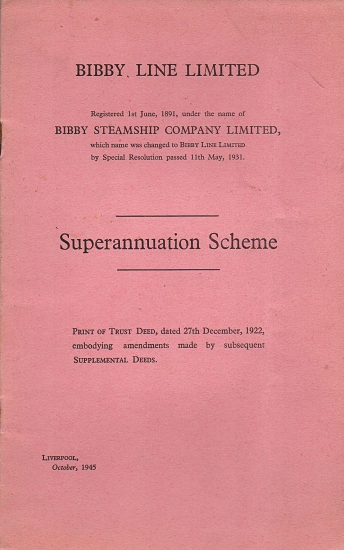 BIBBY LINE LIMITED
Registered 1st June, 1891, under the name of
BIBBY STEAMSHIP COMPANY LIMITED,
which name was changed to BIBBY LINE LIMITED
by Special Resolution passed 11th May, 1931.
Superannuation Scheme
PRINT OF TRUST DEED, dated 27th December, 1922,
embodying amendments made by subsequent
SUPPLEMENTAL DEEDS.
LIVERPOOL,
October, 1945